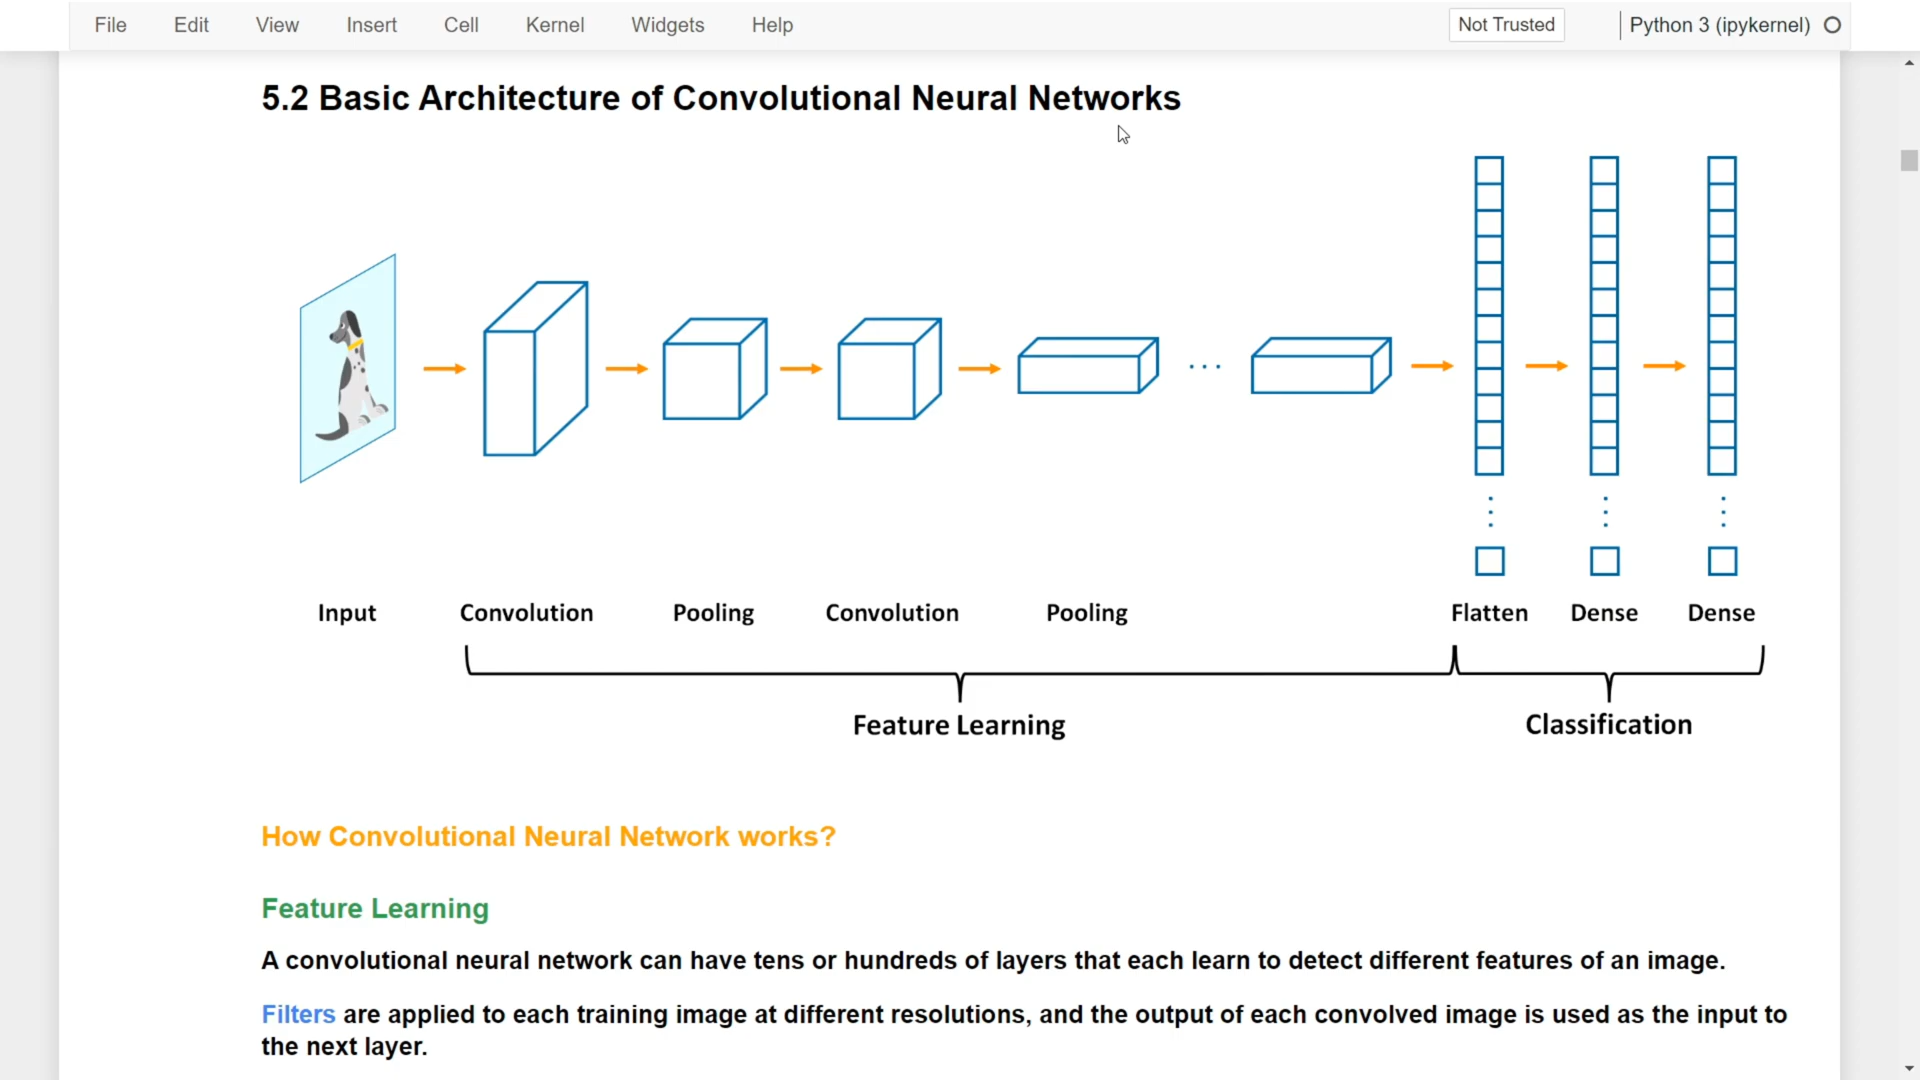 File Edit View Insert Cell Kernel Widgets Help Not Trusted Python 3 (ipykernel)
5.2 Basic Architecture of Convolutional Neural Networks
Input Convolution Pooling Convolution Pooling Flatten Dense Dense
Feature Learning Classification
How Convolutional Neural Network works?
Feature Learning
A convolutional neural network can have tens or hundreds of layers that each learn to detect different features of an image.
Filters are applied to each training image at different resolutions, and the output of each convolved image is used as the input to
the next layer.